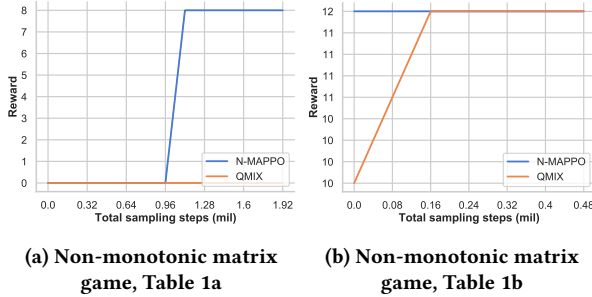 8
7
6
5
4
3
2
1
0
Reward
N-MAPPO
QMIX
0.0 0.32 0.64 0.96 1.28 1.6 1.92
Total sampling steps (mil)
(a) Non-monotonic matrix
game, Table 1a
12
12
11
11
11
10
10
10
10
Reward
N-MAPPO
QMIX
0.0 0.08 0.16 0.24 0.32 0.4 0.48
Total sampling steps (mil)
(b) Non-monotonic matrix
game, Table 1b